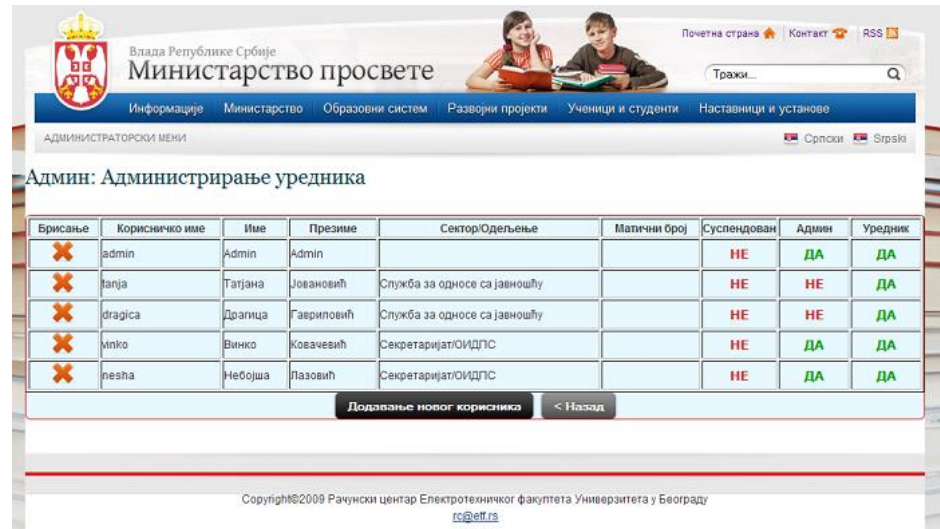 Почетна страна Контакт RSS
Влада Републике Србије
Министарство просвете
Тражи...
Информације Министарство Образовни систем Развојни пројекти Ученици и студенти Наставници и установе
АДМИНИСТРАТОРСКИ МЕНИ Српски Srpski
Админ: Администрирање уредника
Брисање Корисничко име Име Презиме Сектор/Одељење Матични број Суспендован Админ Уредник
admin Admin Admin НЕ ДА ДА
tanja Татјана Јовановић Служба за односе са јавношћу НЕ НЕ ДА
dragica Драгица Гавриловић Служба за односе са јавношћу НЕ НЕ ДА
vinko Винко Ковачевић Секретаријат/ОИДПС НЕ ДА ДА
nesha Небојша Лазовић Секретаријат/ОИДПС НЕ ДА ДА
Додавање новог корисника < Назад
Copyright©2009 Рачунски центар Електротехничког факултета Универзитета у Београду
rc@etf.rs